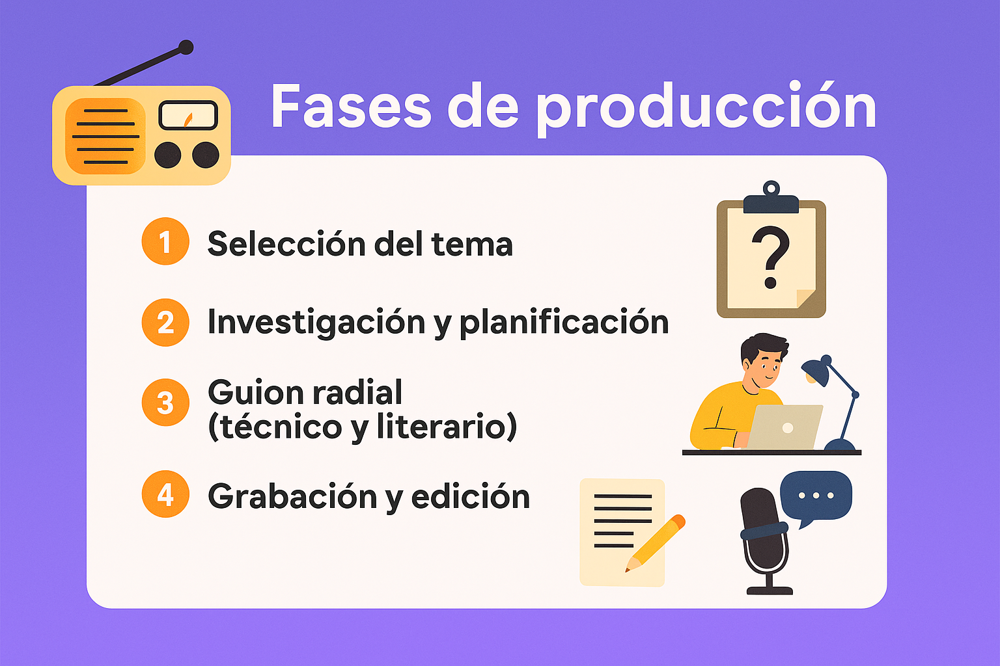 Fases de producción
1 Selección del tema
2 Investigación y planificación
3 Guion radial
(técnico y literario)
4 Grabación y edición
?